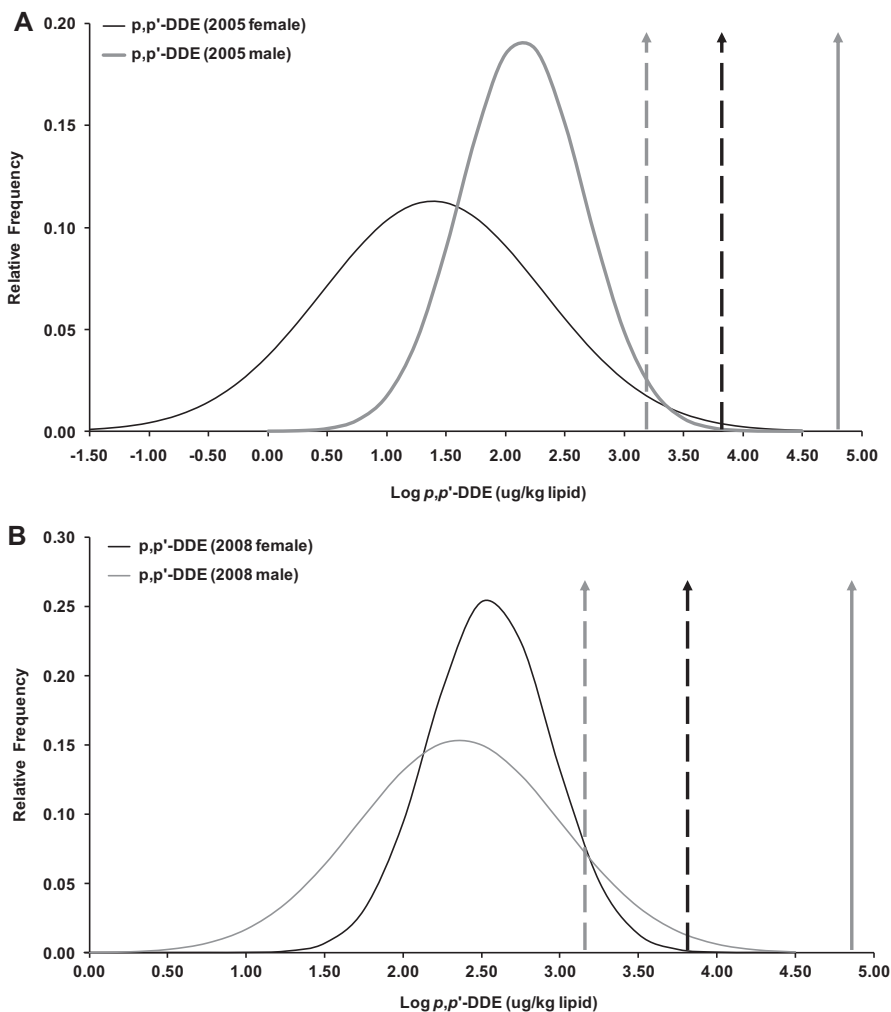 A
p,p'-DDE (2005 female)
p,p'-DDE (2005 male)
0.20
0.15
0.10
0.05
0.00
Relative Frequency
-1.50 -1.00 -0.50 0.00 0.50 1.00 1.50 2.00 2.50 3.00 3.50 4.00 4.50 5.00
Log p,p'-DDE (ug/kg lipid)
B
p,p'-DDE (2008 female)
p,p'-DDE (2008 male)
0.30
0.25
0.20
0.15
0.10
0.05
0.00
Relative Frequency
0.00 0.50 1.00 1.50 2.00 2.50 3.00 3.50 4.00 4.50 5.00
Log p,p'-DDE (ug/kg lipid)